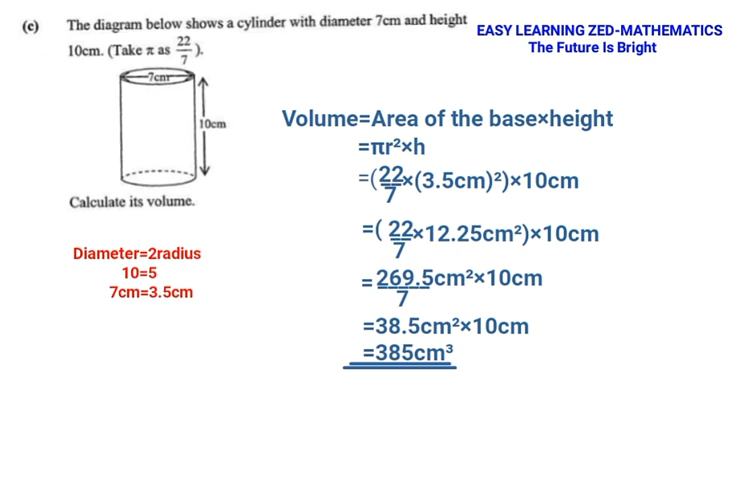 (c) The diagram below shows a cylinder with diameter 7cm and height
10cm. (Take π as 22/7).
EASY LEARNING ZED-MATHEMATICS
The Future Is Bright
7cm
10cm
Calculate its volume.
Diameter=2radius
10=5
7cm=3.5cm
Volume=Area of the base×height
=πr²×h
=(22/7×(3.5cm)²)×10cm
=( 22/7×12.25cm²)×10cm
=269.5/7cm²×10cm
=38.5cm²×10cm
=385cm³